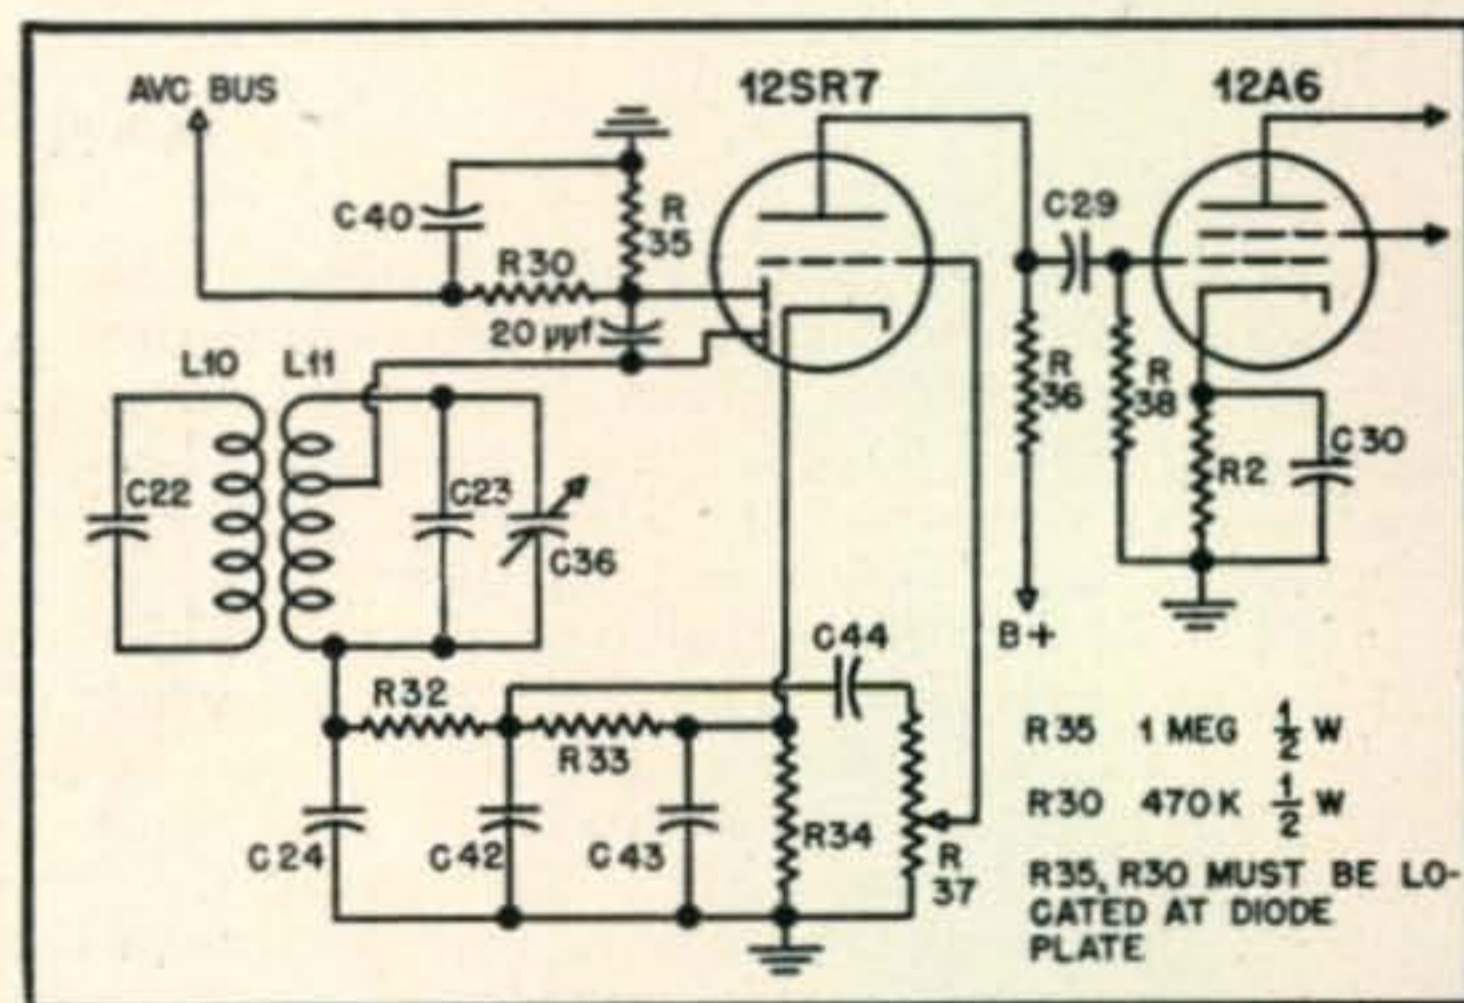 AVC BUS
12SR7
12A6
C40
R
35
C29
R30
20 μμf
L10
L11
R
36
R
38
C30
R2
C22
C23
C36
B+
C44
R32
R33
R34
R
37
C24
C42
C43
R35 1 MEG 1/2 W
R30 470K 1/2 W
R35, R30 MUST BE LO-
CATED AT DIODE
PLATE